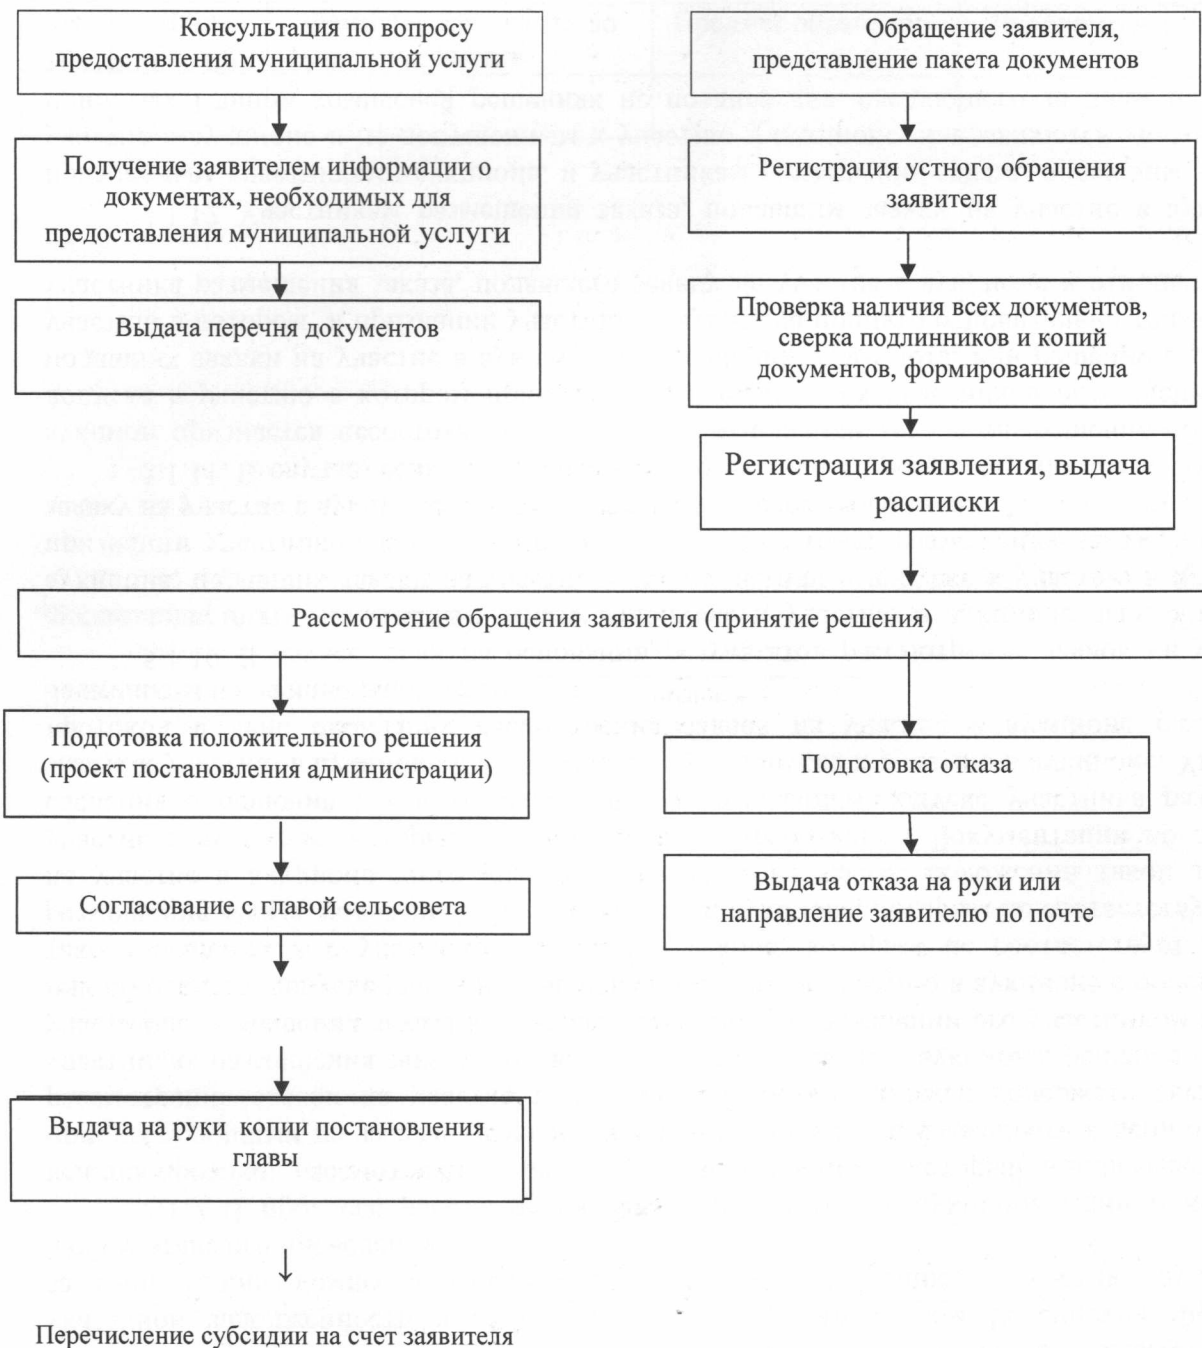 Консультация по вопросу
предоставления муниципальной услуги
Обращение заявителя,
представление пакета документов
Получение заявителем информации о
документах, необходимых для
предоставления муниципальной услуги
Регистрация устного обращения
заявителя
Выдача перечня документов
Проверка наличия всех документов,
сверка подлинников и копий
документов, формирование дела
Регистрация заявления, выдача
расписки
Рассмотрение обращения заявителя (принятие решения)
Подготовка положительного решения
(проект постановления администрации)
Подготовка отказа
Согласование с главой сельсовета
Выдача отказа на руки или
направление заявителю по почте
Выдача на руки копии постановления
главы
Перечисление субсидии на счет заявителя